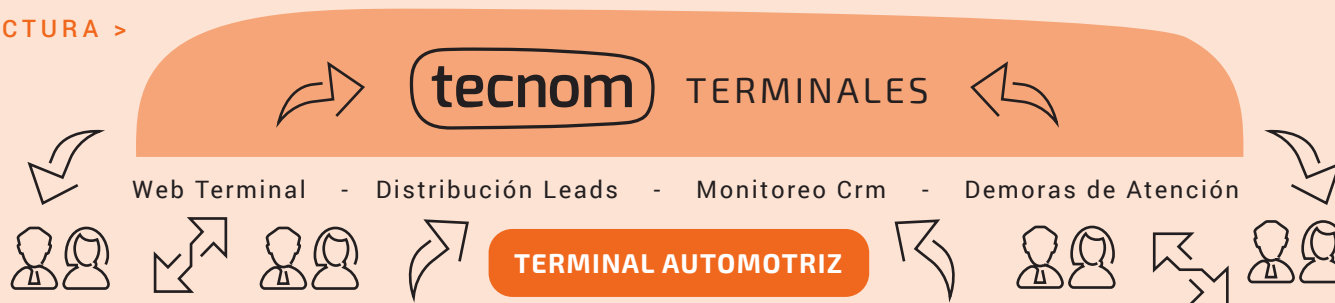 CTURA >
tecnom TERMINALES
Web Terminal - Distribución Leads - Monitoreo Crm - Demoras de Atención
TERMINAL AUTOMOTRIZ